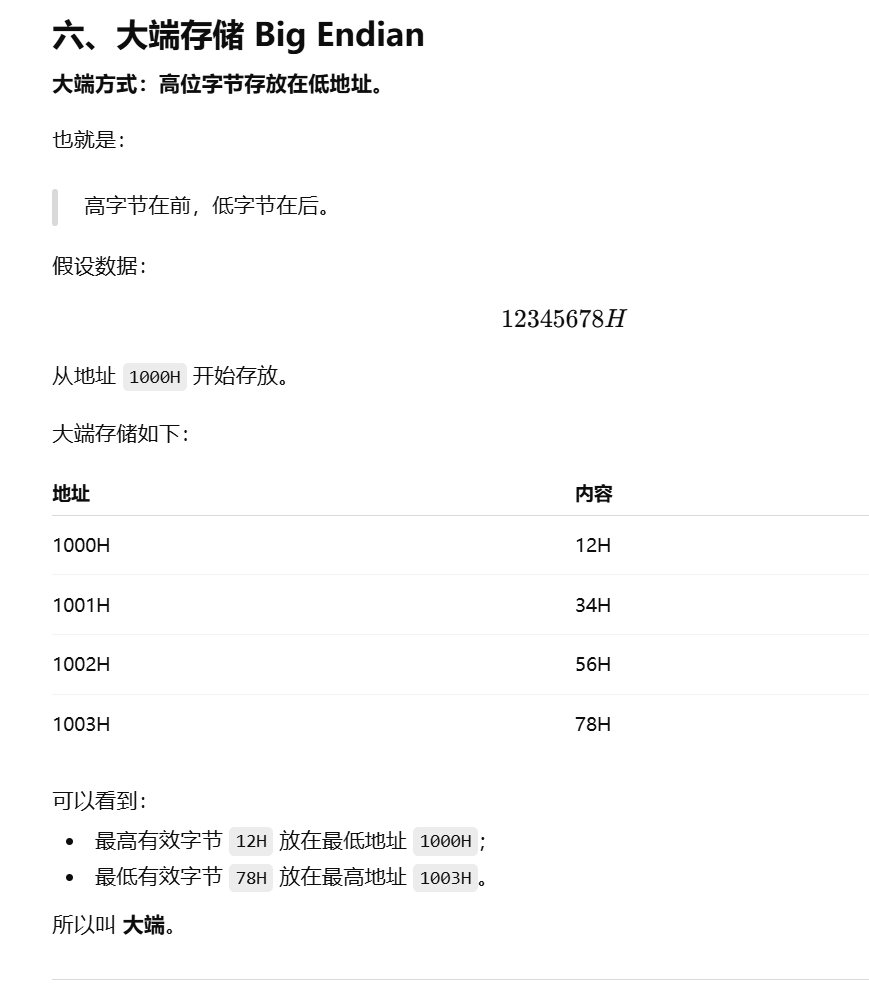 六、大端存储 Big Endian
大端方式：高位字节存放在低地址。
也就是：
高字节在前，低字节在后。
假设数据：
12345678H
从地址 1000H 开始存放。
大端存储如下：
地址 内容
1000H 12H
1001H 34H
1002H 56H
1003H 78H
可以看到：
• 最高有效字节 12H 放在最低地址 1000H；
• 最低有效字节 78H 放在最高地址 1003H。
所以叫 大端。